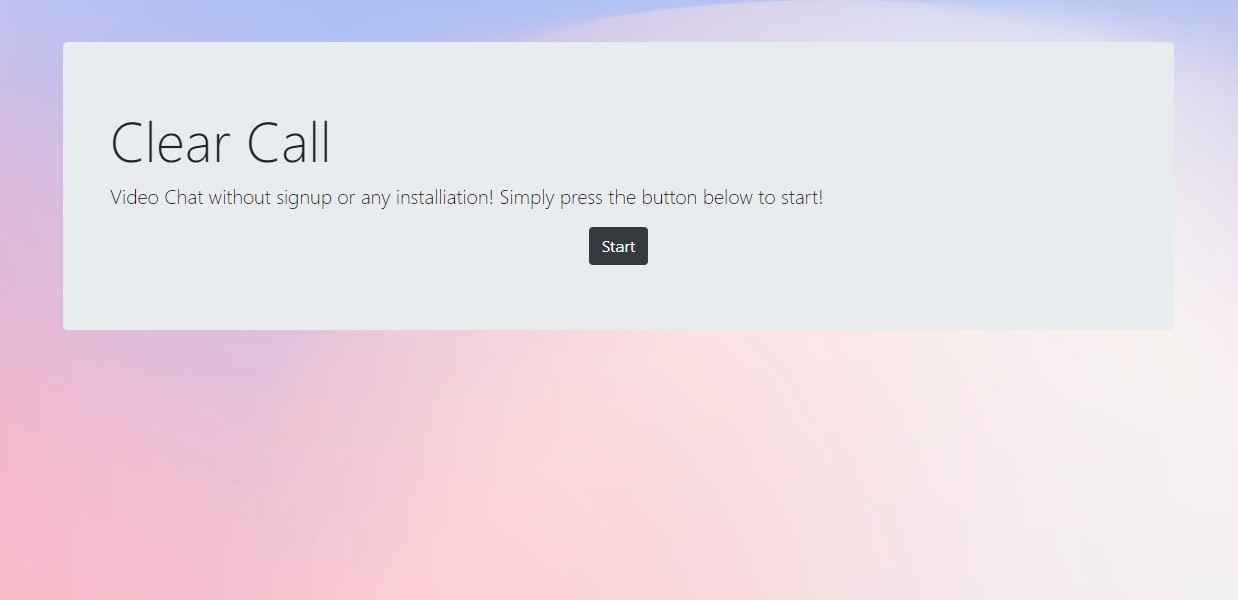 Clear Call
Video Chat without signup or any installiation! Simply press the button below to start!
Start